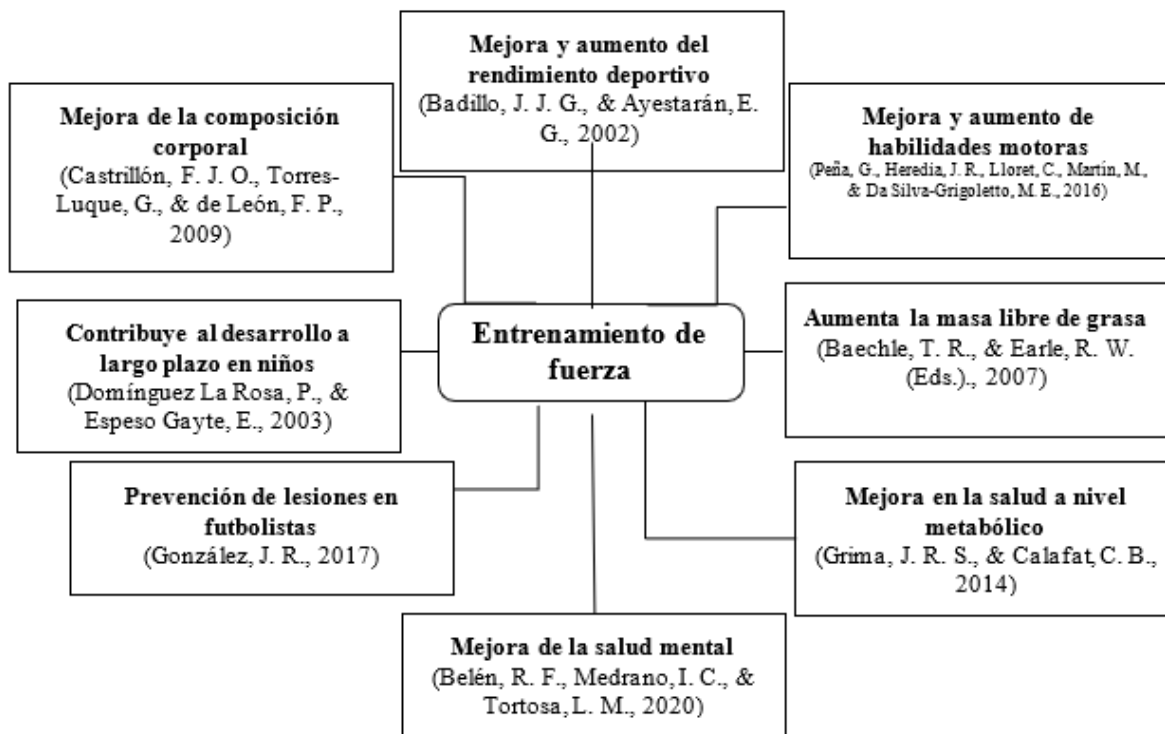 Mejora y aumento del
rendimiento deportivo
(Badillo, J. J. G., & Ayestarán, E.
G., 2002)
Mejora de la composición
corporal
(Castrillón, F. J. O., Torres-
Luque, G., & de León, F. P.,
2009)
Mejora y aumento de
habilidades motoras
(Peña, G., Heredia, J. R., Lloret, C., Martín, M.,
& Da Silva-Grigoletto, M. E., 2016)
Entrenamiento de
fuerza
Contribuye al desarrollo a
largo plazo en niños
(Domínguez La Rosa, P., &
Espeso Gayte, E., 2003)
Aumenta la masa libre de grasa
(Baechle, T. R., & Earle, R. W.
(Eds.)., 2007)
Prevención de lesiones en
futbolistas
(González, J. R., 2017)
Mejora en la salud a nivel
metabólico
(Grima, J. R. S., & Calafat, C. B.,
2014)
Mejora de la salud mental
(Belén, R. F., Medrano, I. C., &
Tortosa, L. M., 2020)